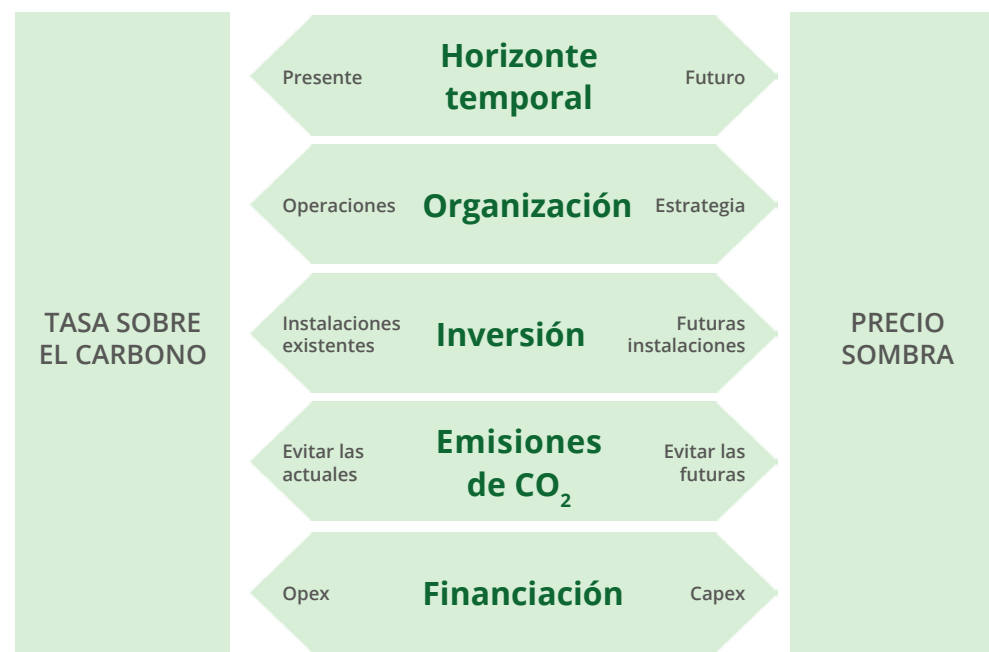 TASA SOBRE
EL CARBONO
Presente
Horizonte
temporal
Futuro
Operaciones
Organización
Estrategia
Instalaciones
existentes
Inversión
Futuras
instalaciones
Evitar las
actuales
Emisiones
de CO₂
Evitar las
futuras
Opex
Financiación
Capex
PRECIO
SOMBRA